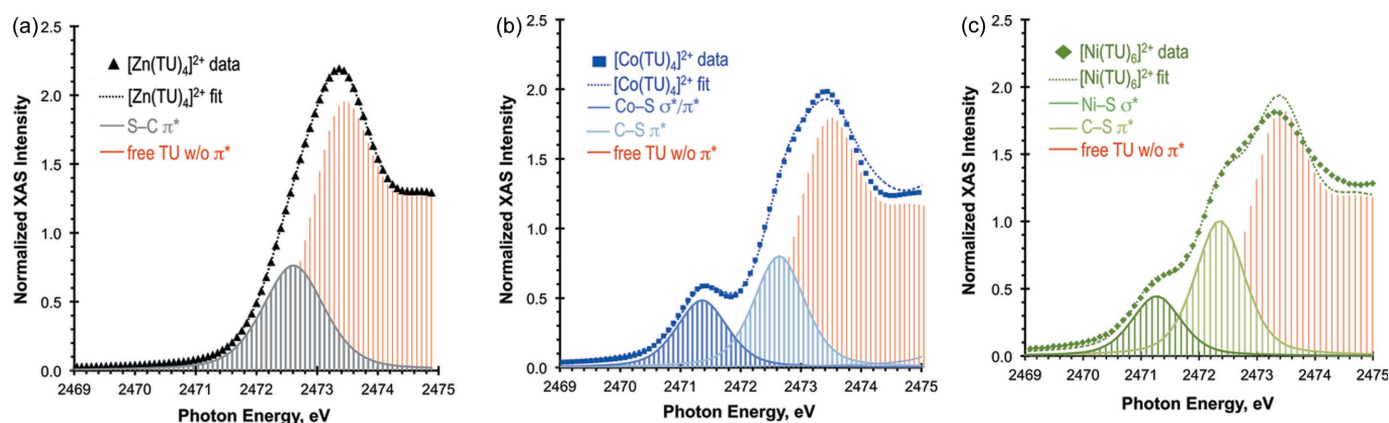 (a)
2.5
2.0
1.5
1.0
0.5
0.0
Normalized XAS Intensity
[Zn(TU)₄]²⁺ data
[Zn(TU)₄]²⁺ fit
S–C π*
free TU w/o π*
2469 2470 2471 2472 2473 2474 2475
Photon Energy, eV
(b)
2.5
2.0
1.5
1.0
0.5
0.0
Normalized XAS Intensity
[Co(TU)₄]²⁺ data
[Co(TU)₄]²⁺ fit
Co–S σ*/π*
C–S π*
free TU w/o π*
2469 2470 2471 2472 2473 2474 2475
Photon Energy, eV
(c)
2.5
2.0
1.5
1.0
0.5
0.0
Normalized XAS Intensity
[Ni(TU)₆]²⁺ data
[Ni(TU)₆]²⁺ fit
Ni–S σ*
C–S π*
free TU w/o π*
2469 2470 2471 2472 2473 2474 2475
Photon Energy, eV